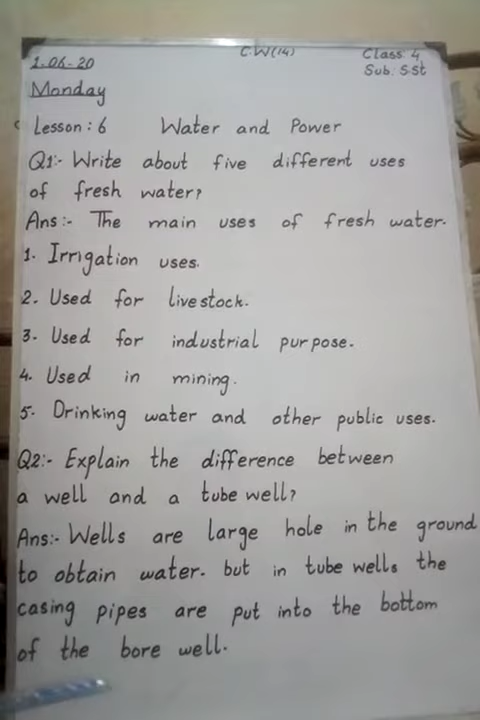 1-06-20 C.W(14) Class 4
Sub: S.St
Monday
Lesson: 6 Water and Power
Q1:- Write about five different uses
of fresh water?
Ans:- The main uses of fresh water.
1. Irrigation uses.
2. Used for livestock.
3. Used for industrial purpose.
4. Used in mining.
5. Drinking water and other public uses.
Q2:- Explain the difference between
a well and a tube well?
Ans:- Wells are large hole in the ground
to obtain water. but in tube wells the
casing pipes are put into the bottom
of the bore well.